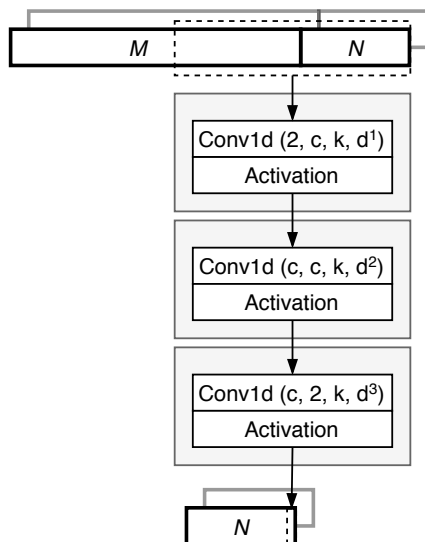 M N
Conv1d (2, c, k, d¹)
Activation
Conv1d (c, c, k, d²)
Activation
Conv1d (c, 2, k, d³)
Activation
N